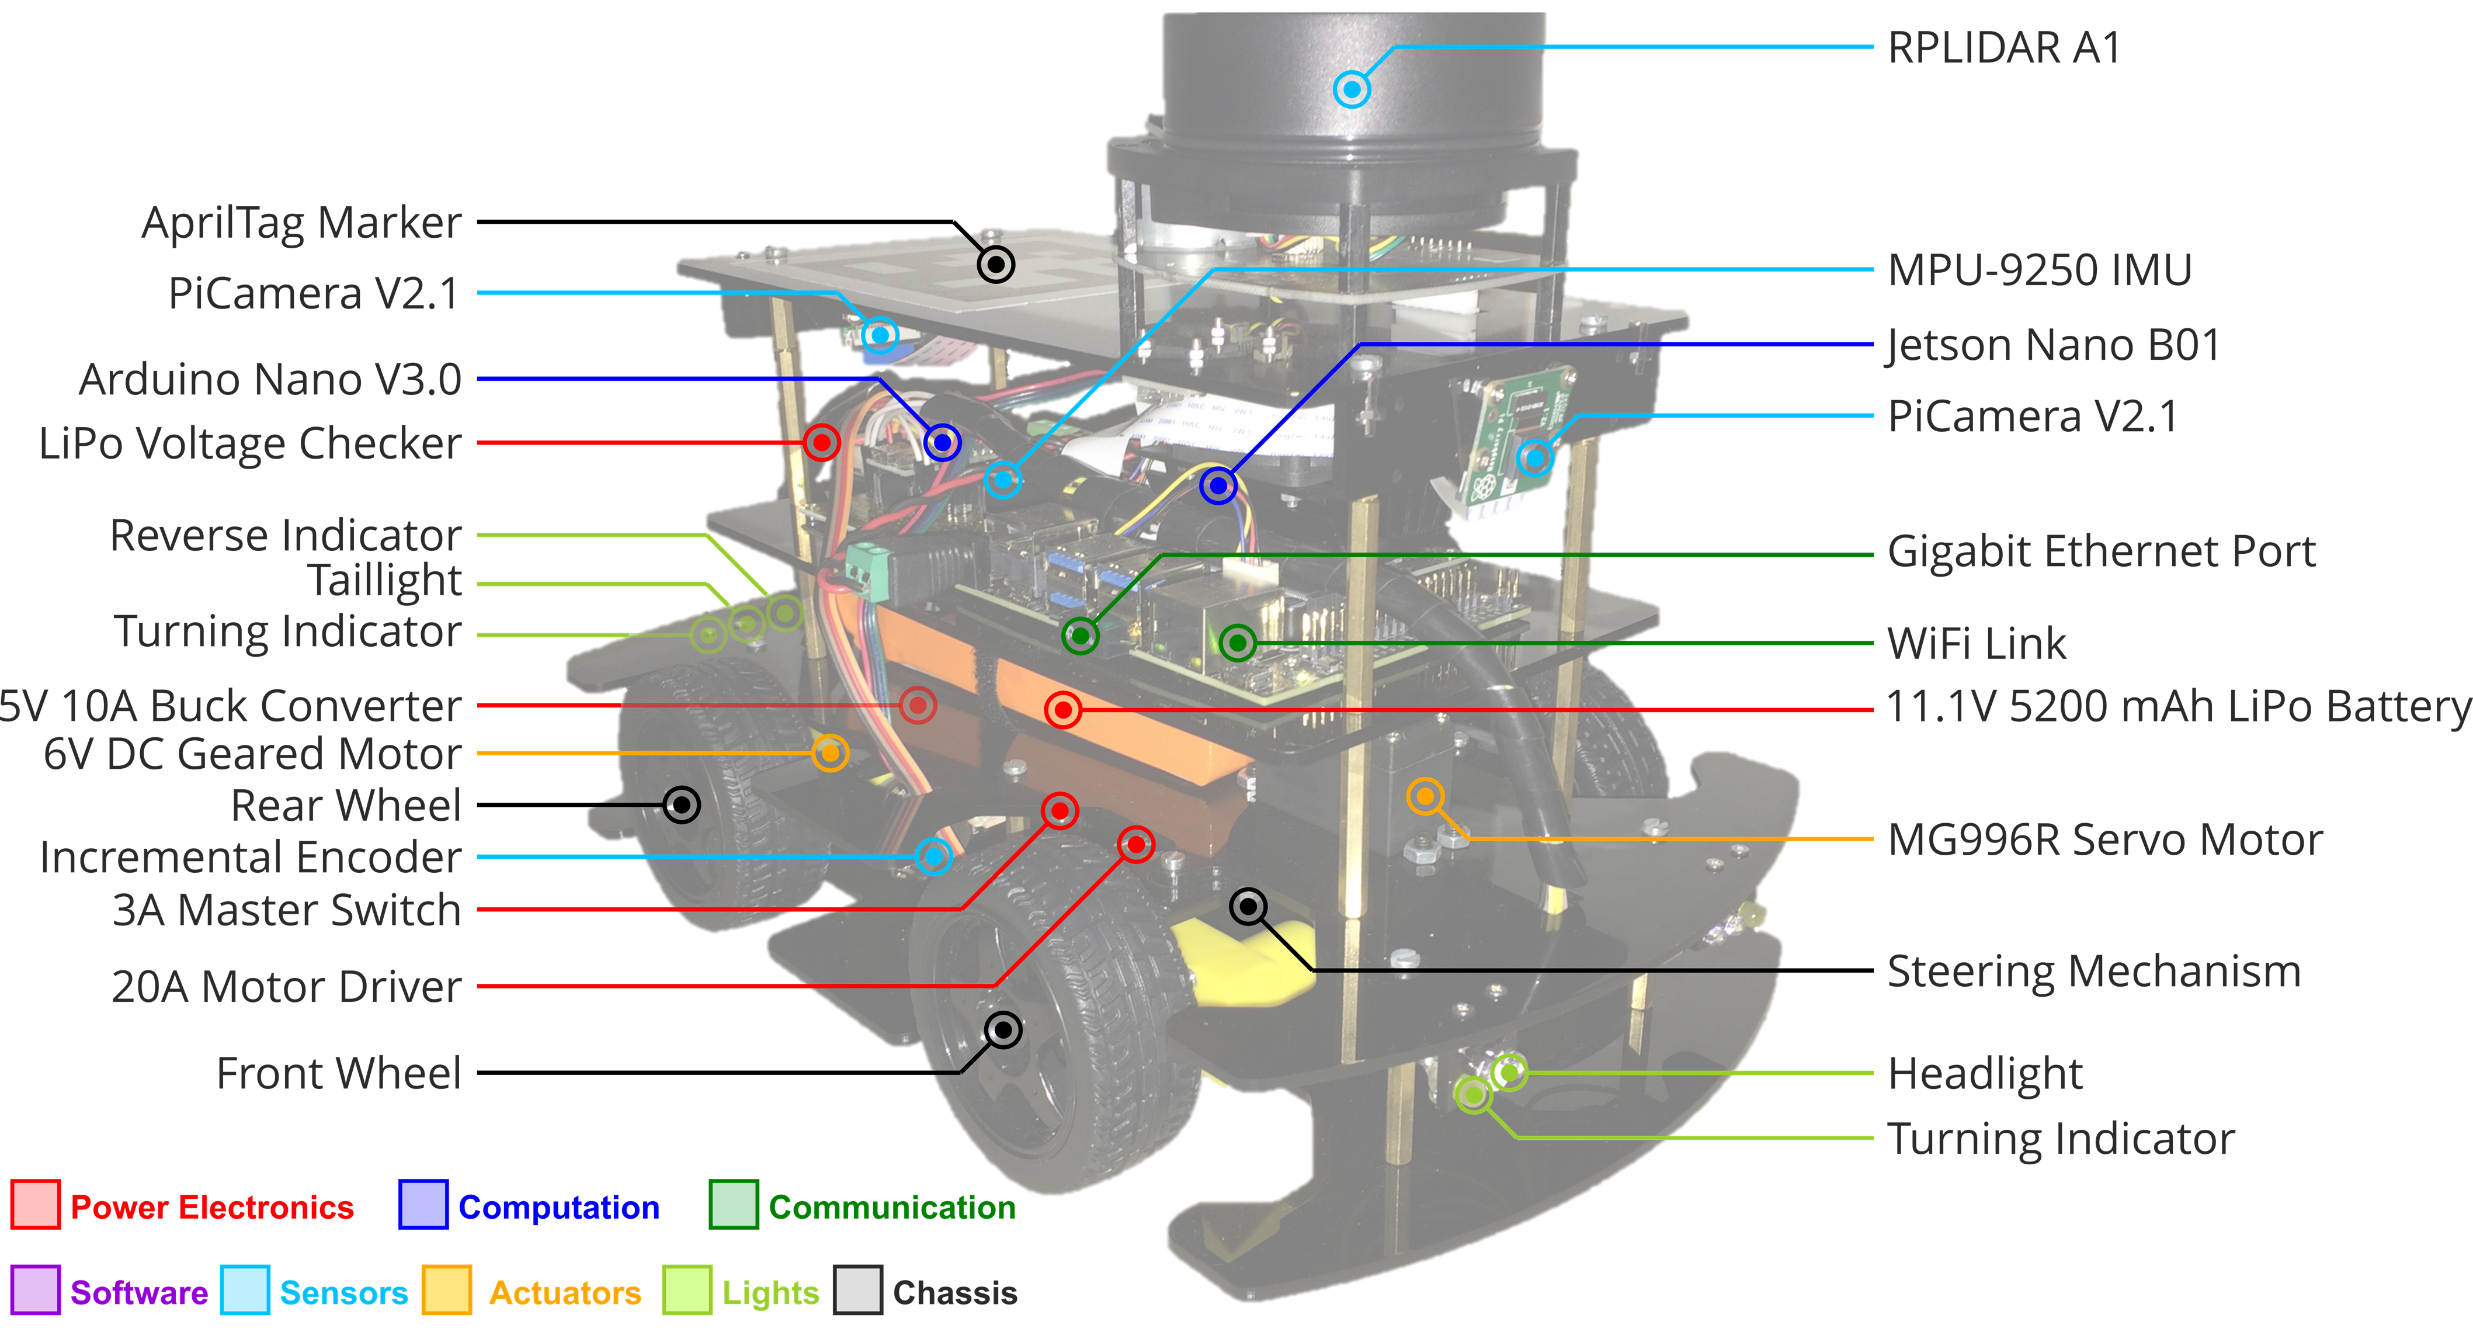 RPLIDAR A1
AprilTag Marker
PiCamera V2.1
Arduino Nano V3.0
LiPo Voltage Checker
Reverse Indicator
Taillight
Turning Indicator
5V 10A Buck Converter
6V DC Geared Motor
Rear Wheel
Incremental Encoder
3A Master Switch
20A Motor Driver
Front Wheel
MPU-9250 IMU
Jetson Nano B01
PiCamera V2.1
Gigabit Ethernet Port
WiFi Link
11.1V 5200 mAh LiPo Battery
MG996R Servo Motor
Steering Mechanism
Headlight
Turning Indicator
Power Electronics
Computation
Communication
Software
Sensors
Actuators
Lights
Chassis